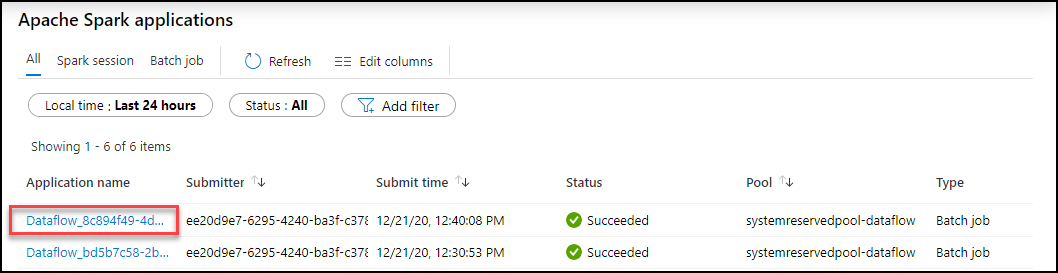 Apache Spark applications
All Spark session Batch job Refresh Edit columns
Local time : Last 24 hours Status : All Add filter
Showing 1 - 6 of 6 items
Application name Submitter ↑↓ Submit time ↑↓ Status Pool ↑↓ Type
Dataflow_8c894f49-4d... ee20d9e7-6295-4240-ba3f-c378 12/21/20, 12:40:08 PM Succeeded systemreservedpool-dataflow Batch job
Dataflow_bd5b7c58-2b... ee20d9e7-6295-4240-ba3f-c378 12/21/20, 12:30:53 PM Succeeded systemreservedpool-dataflow Batch job